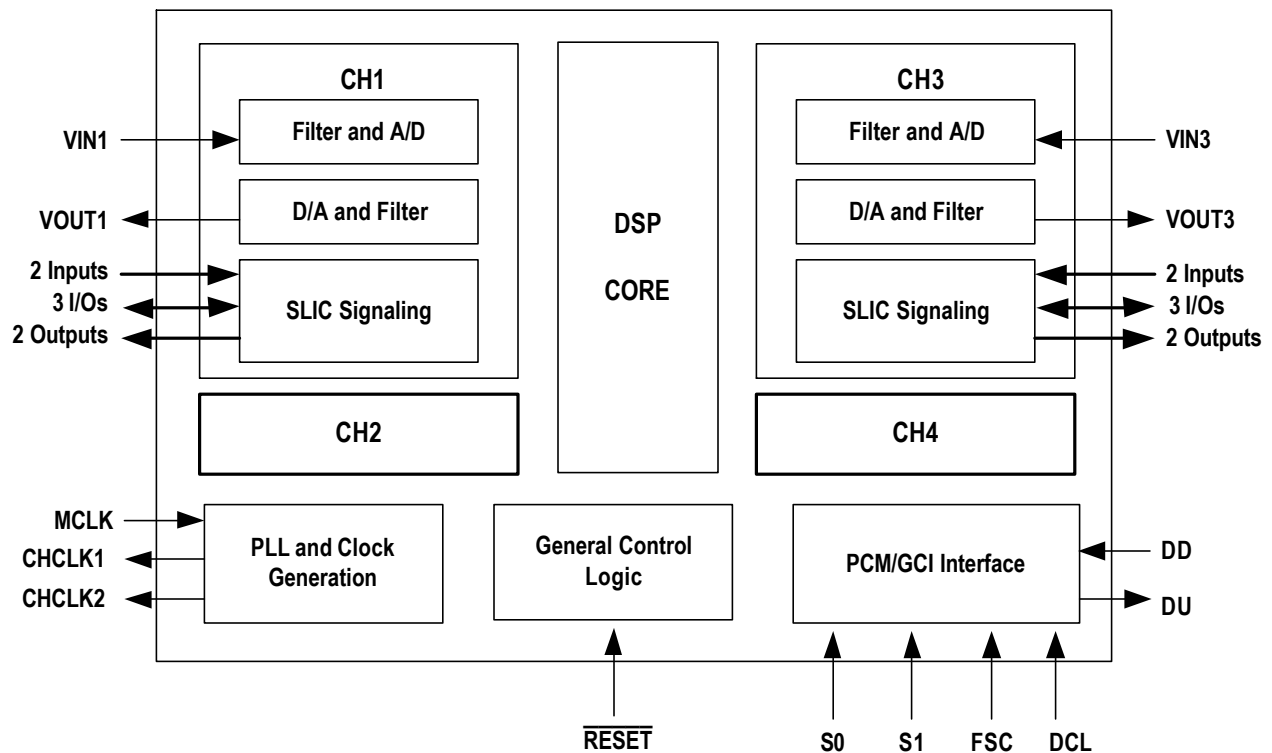 CH1
Filter and A/D
VIN1
D/A and Filter
VOUT1
2 Inputs
3 I/Os
SLIC Signaling
2 Outputs
CH2
DSP
CORE
CH3
Filter and A/D
VIN3
D/A and Filter
VOUT3
2 Inputs
SLIC Signaling
3 I/Os
2 Outputs
CH4
MCLK
CHCLK1
CHCLK2
PLL and Clock
Generation
General Control
Logic
PCM/GCI Interface
DD
DU
RESET
S0
S1
FSC
DCL